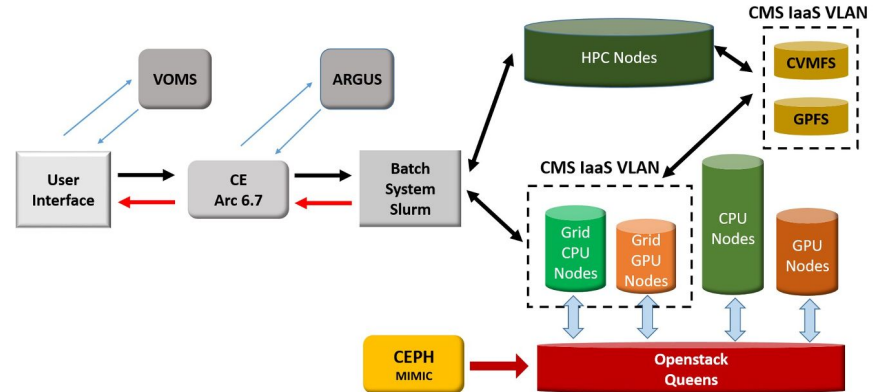 CMS IaaS VLAN
VOMS
ARGUS
HPC Nodes
CVMFS
GPFS
User
Interface
CE
Arc 6.7
Batch
System
Slurm
CMS IaaS VLAN
Grid
CPU
Nodes
Grid
GPU
Nodes
CPU
Nodes
GPU
Nodes
CEPH
MIMIC
Openstack
Queens